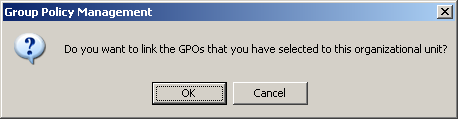 Group Policy Management
Do you want to link the GPOs that you have selected to this organizational unit?
OK
Cancel